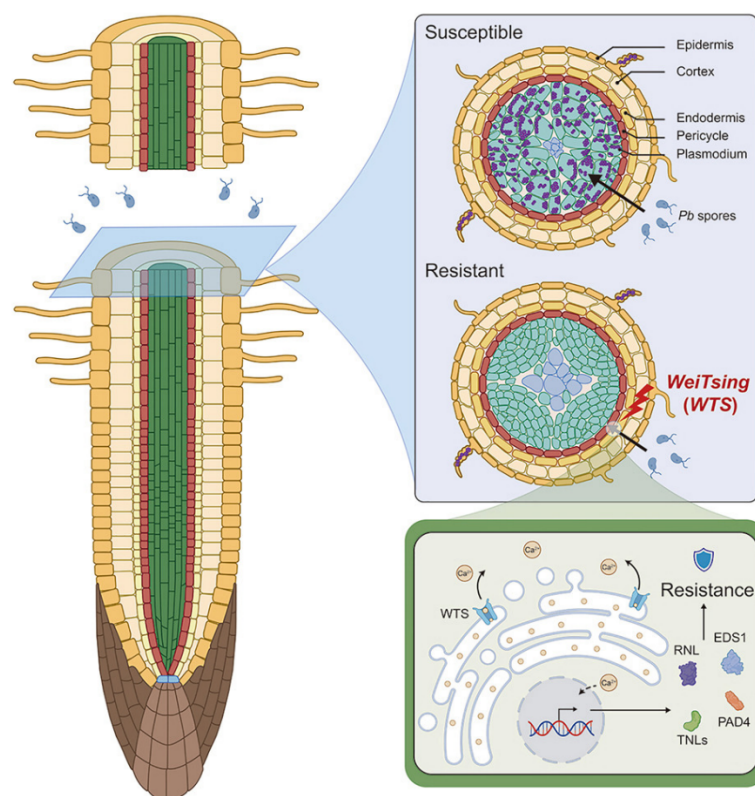 Susceptible
Epidermis
Cortex
Endodermis
Pericycle
Plasmodium
Pb spores
Resistant
WeiTsing
(WTS)
Ca²⁺
Ca²⁺
Ca²⁺
WTS
Resistance
RNL
EDS1
Ca²⁺
PAD4
TNLs